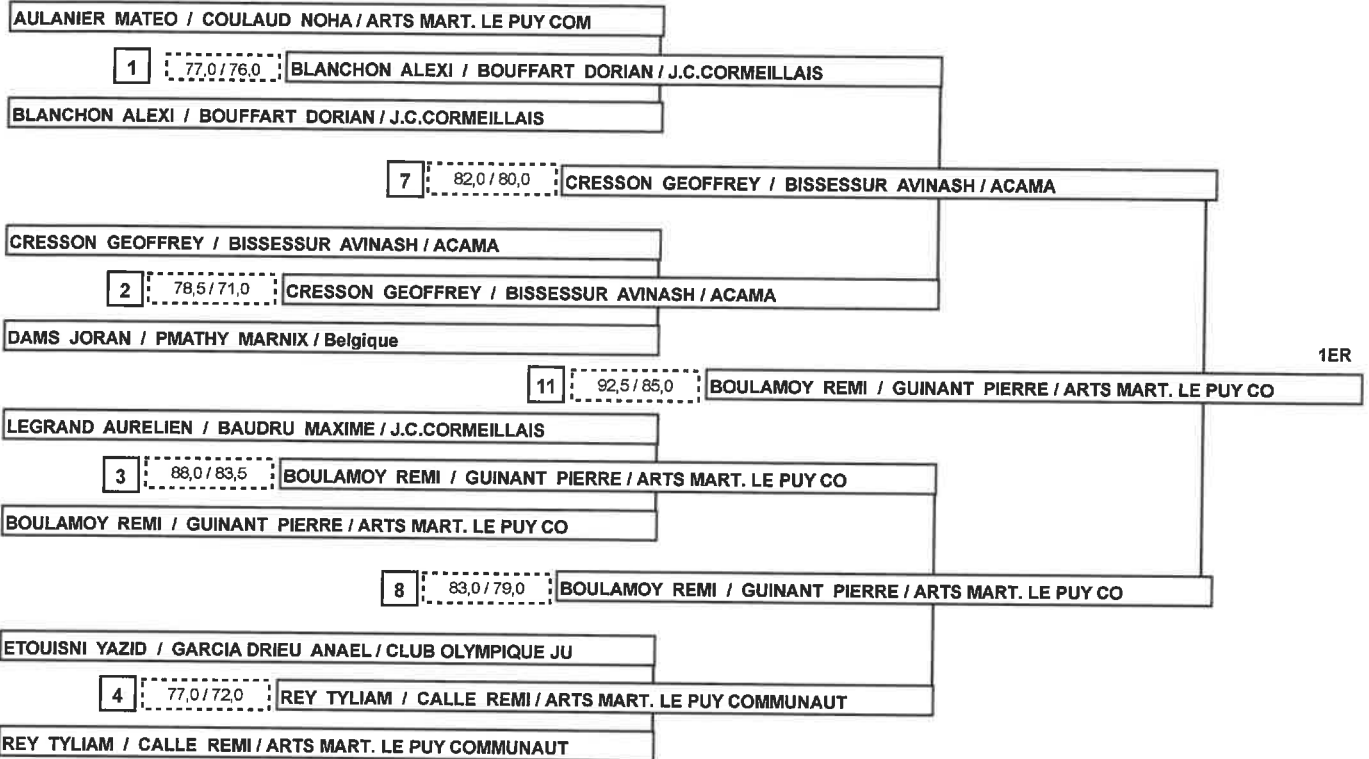 AULANIER MATEO / COULAUD NOHA / ARTS MART. LE PUY COM
1 77,0 / 76,0 BLANCHON ALEXI / BOUFFART DORIAN / J.C.CORMEILLAIS
BLANCHON ALEXI / BOUFFART DORIAN / J.C.CORMEILLAIS
7 82,0 / 80,0 CRESSON GEOFFREY / BISSESSUR AVINASH / ACAMA
CRESSON GEOFFREY / BISSESSUR AVINASH / ACAMA
2 78,5 / 71,0 CRESSON GEOFFREY / BISSESSUR AVINASH / ACAMA
DAMS JORAN / PMATHY MARNIX / Belgique
1ER
11 92,5 / 85,0 BOULAMOY REMI / GUINANT PIERRE / ARTS MART. LE PUY CO
LEGRAND AURELIEN / BAUDRU MAXIME / J.C.CORMEILLAIS
3 88,0 / 83,5 BOULAMOY REMI / GUINANT PIERRE / ARTS MART. LE PUY CO
BOULAMOY REMI / GUINANT PIERRE / ARTS MART. LE PUY CO
8 83,0 / 79,0 BOULAMOY REMI / GUINANT PIERRE / ARTS MART. LE PUY CO
ETOUISNI YAZID / GARCIA DRIEU ANAEL / CLUB OLYMPIQUE JU
4 77,0 / 72,0 REY TYLIAM / CALLE REMI / ARTS MART. LE PUY COMMUNAUT
REY TYLIAM / CALLE REMI / ARTS MART. LE PUY COMMUNAUT